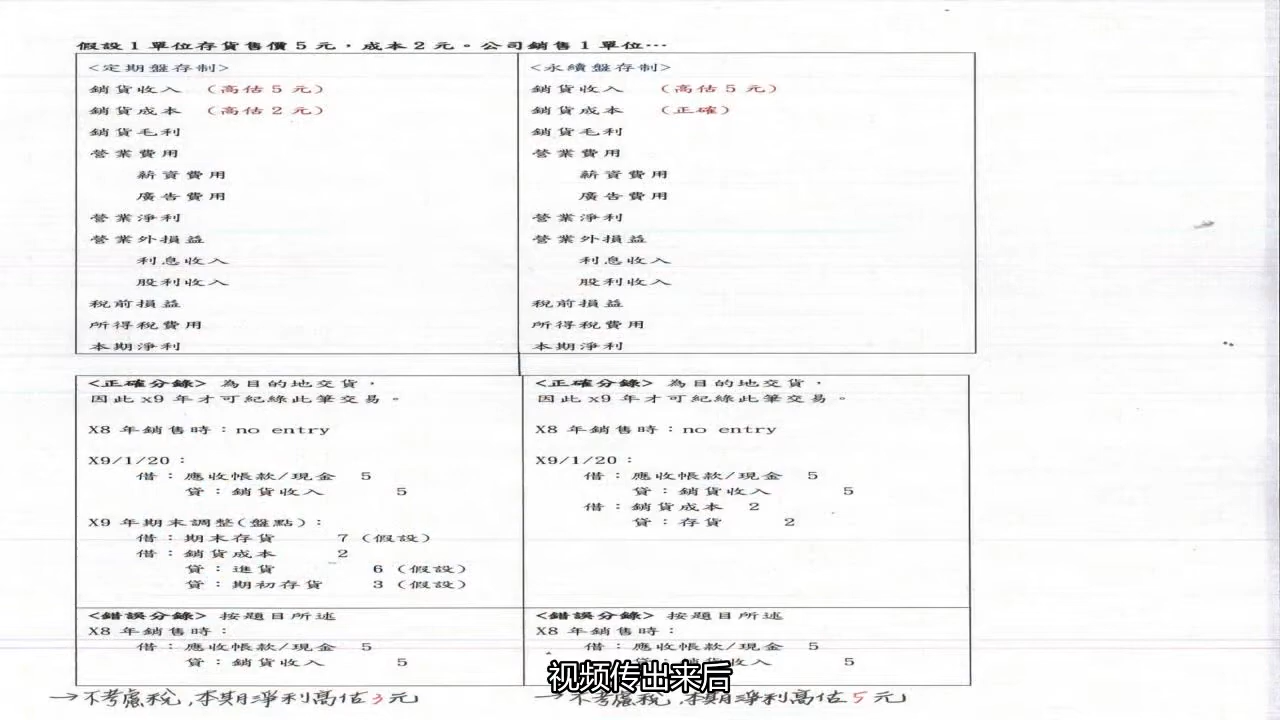 假設1單位存貨售價5元，成本2元。公司銷售1單位…
<定期盤存制>
銷貨收入 （高估5元）
銷貨成本 （高估2元）
銷貨毛利
營業費用
薪資費用
廣告費用
營業淨利
營業外損益
利息收入
股利收入
稅前損益
所得稅費用
本期淨利
<永續盤存制>
銷貨收入 （高估5元）
銷貨成本 （正確）
銷貨毛利
營業費用
薪資費用
廣告費用
營業淨利
營業外損益
利息收入
股利收入
稅前損益
所得稅費用
本期淨利
<正確分錄> 為目的地交貨，
因此x9年才可紀錄此筆交易。
X8年銷售時：no entry
X9/1/20：
借：應收帳款/現金 5
貸：銷貨收入 5
X9年期末調整(盤點)：
借：期末存貨 7（假設）
借：銷貨成本 2
貸：進貨 6（假設）
貸：期初存貨 3（假設）
<錯誤分錄> 按題目所述
X8年銷售時：
借：應收帳款/現金 5
貸：銷貨收入 5
→不考慮稅，本期淨利高估3元
<正確分錄> 為目的地交貨，
因此x9年才可紀錄此筆交易。
X8年銷售時：no entry
X9/1/20：
借：應收帳款/現金 5
貸：銷貨收入 5
借：銷貨成本 2
貸：存貨 2
<錯誤分錄> 按題目所述
X8年銷售時：
借：應收帳款/現金 5
貸：銷貨收入 5
→不考慮稅，本期淨利高估5元
视频传出来后